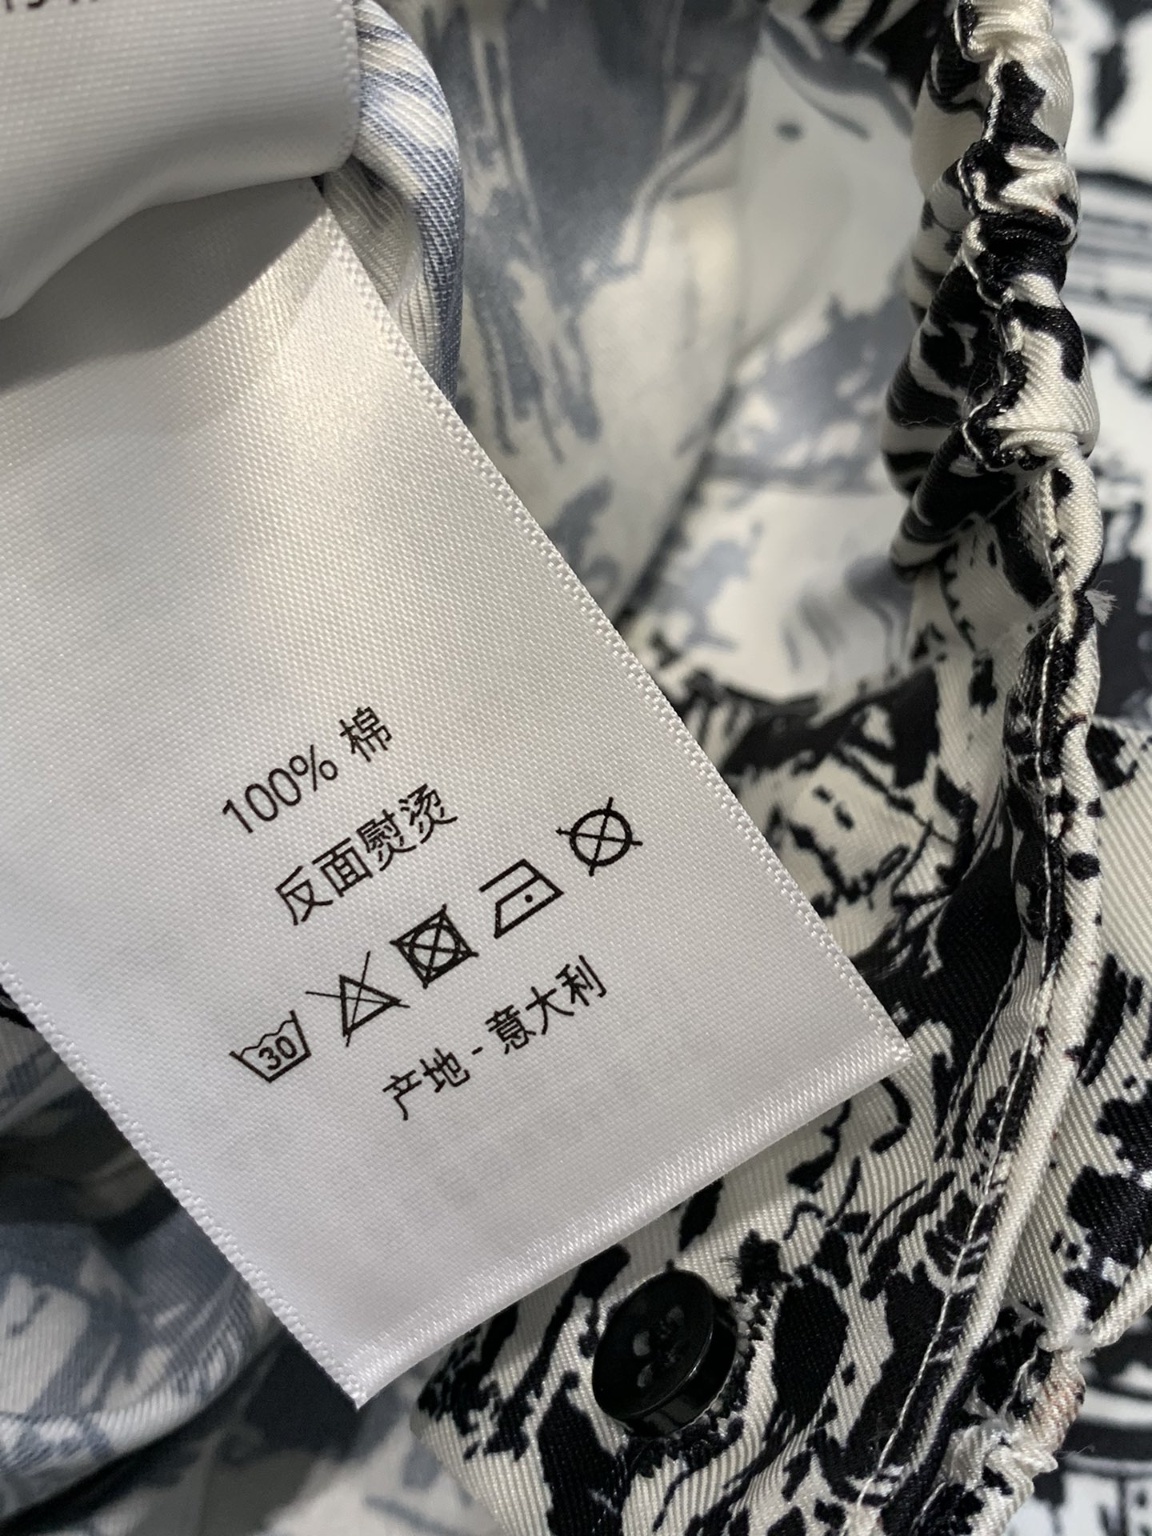 100% 棉
反面熨烫
30
产地 - 意大利